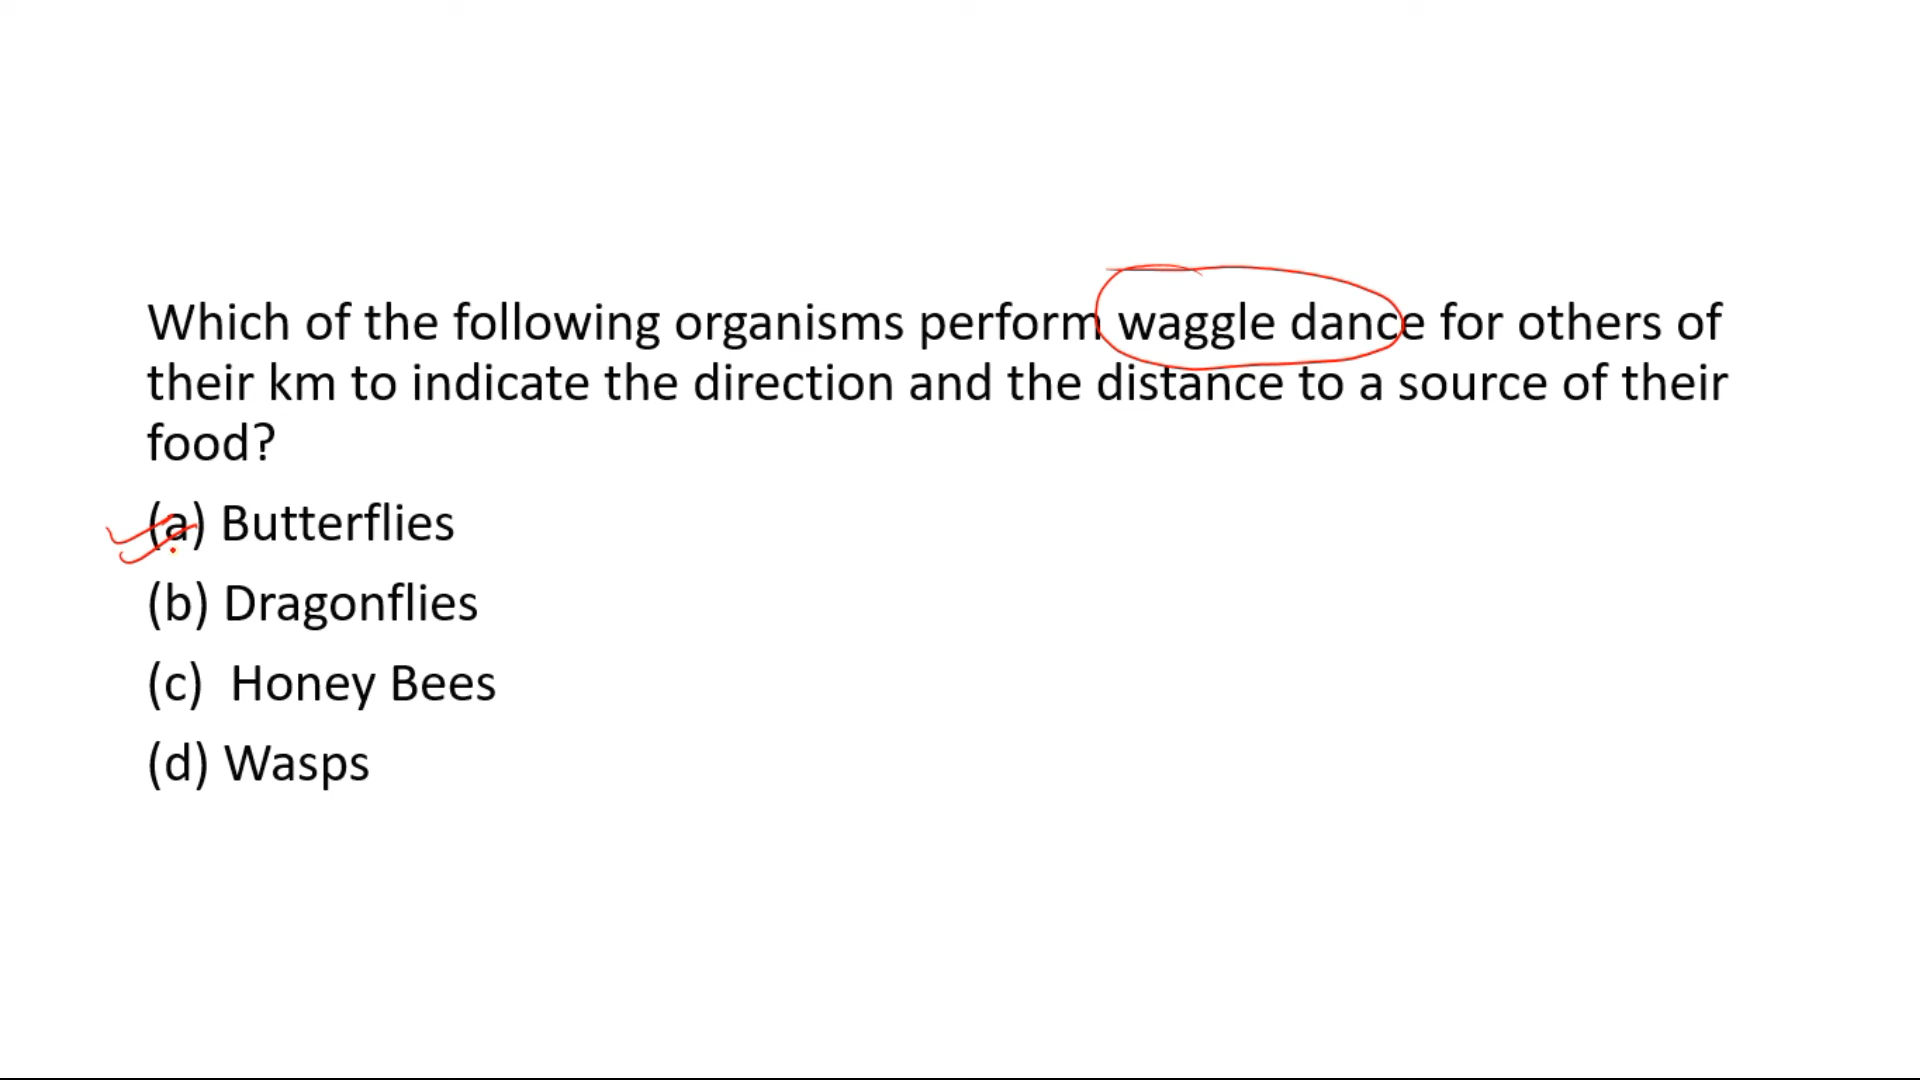 Which of the following organisms perform waggle dance for others of
their km to indicate the direction and the distance to a source of their
food?
(a) Butterflies
(b) Dragonflies
(c) Honey Bees
(d) Wasps